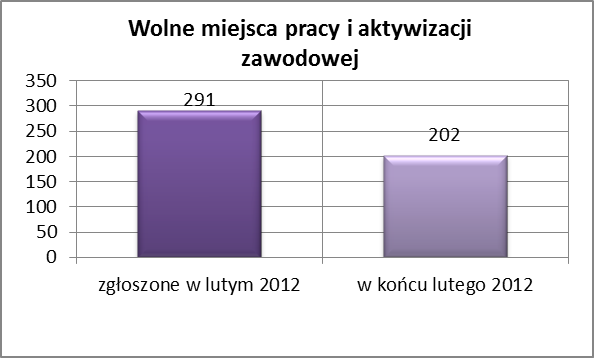 Wolne miejsca pracy i aktywizacji
zawodowej
350
300
250
200
150
100
50
0
291
202
zgłoszone w lutym 2012
w końcu lutego 2012